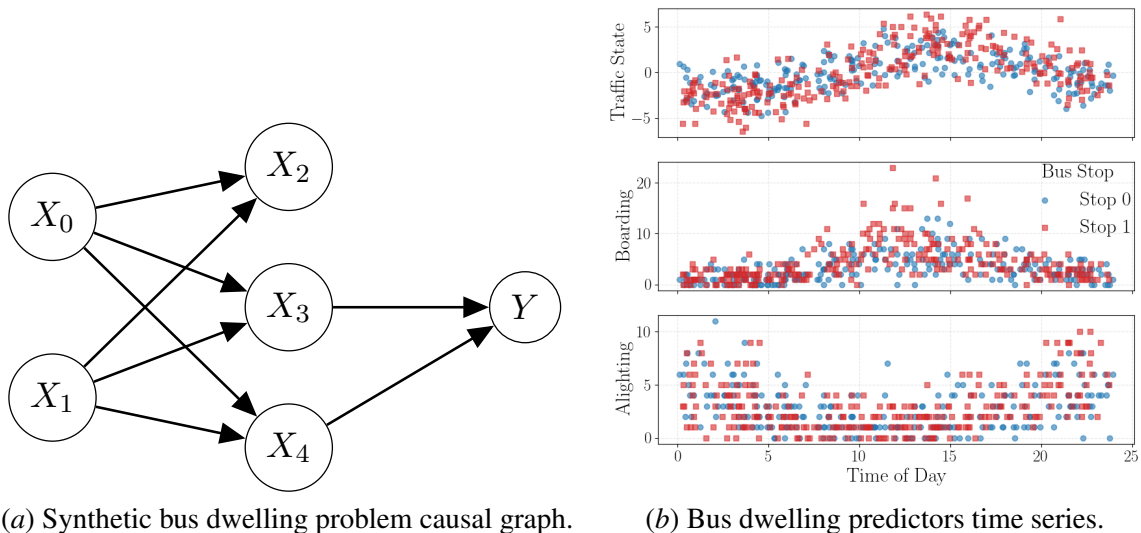 X0
X1
X2
X3
X4
Y
(a) Synthetic bus dwelling problem causal graph.
Traffic State
5
0
−5
Boarding
20
10
0
Bus Stop
Stop 0
Stop 1
Alighting
10
5
0
0 5 10 15 20 25
Time of Day
(b) Bus dwelling predictors time series.